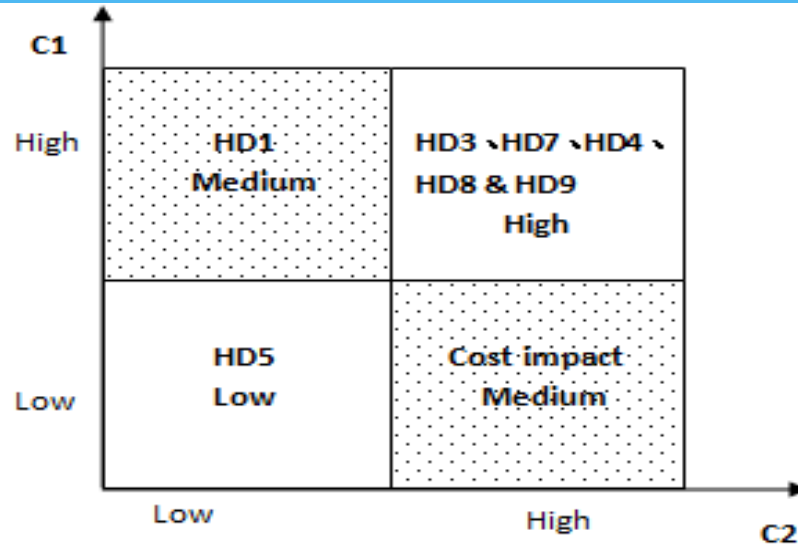 C1
High
HD1
Medium
HD3、HD7、HD4、
HD8 & HD9
High
Low
HD5
Low
Cost impact
Medium
Low
High
C2